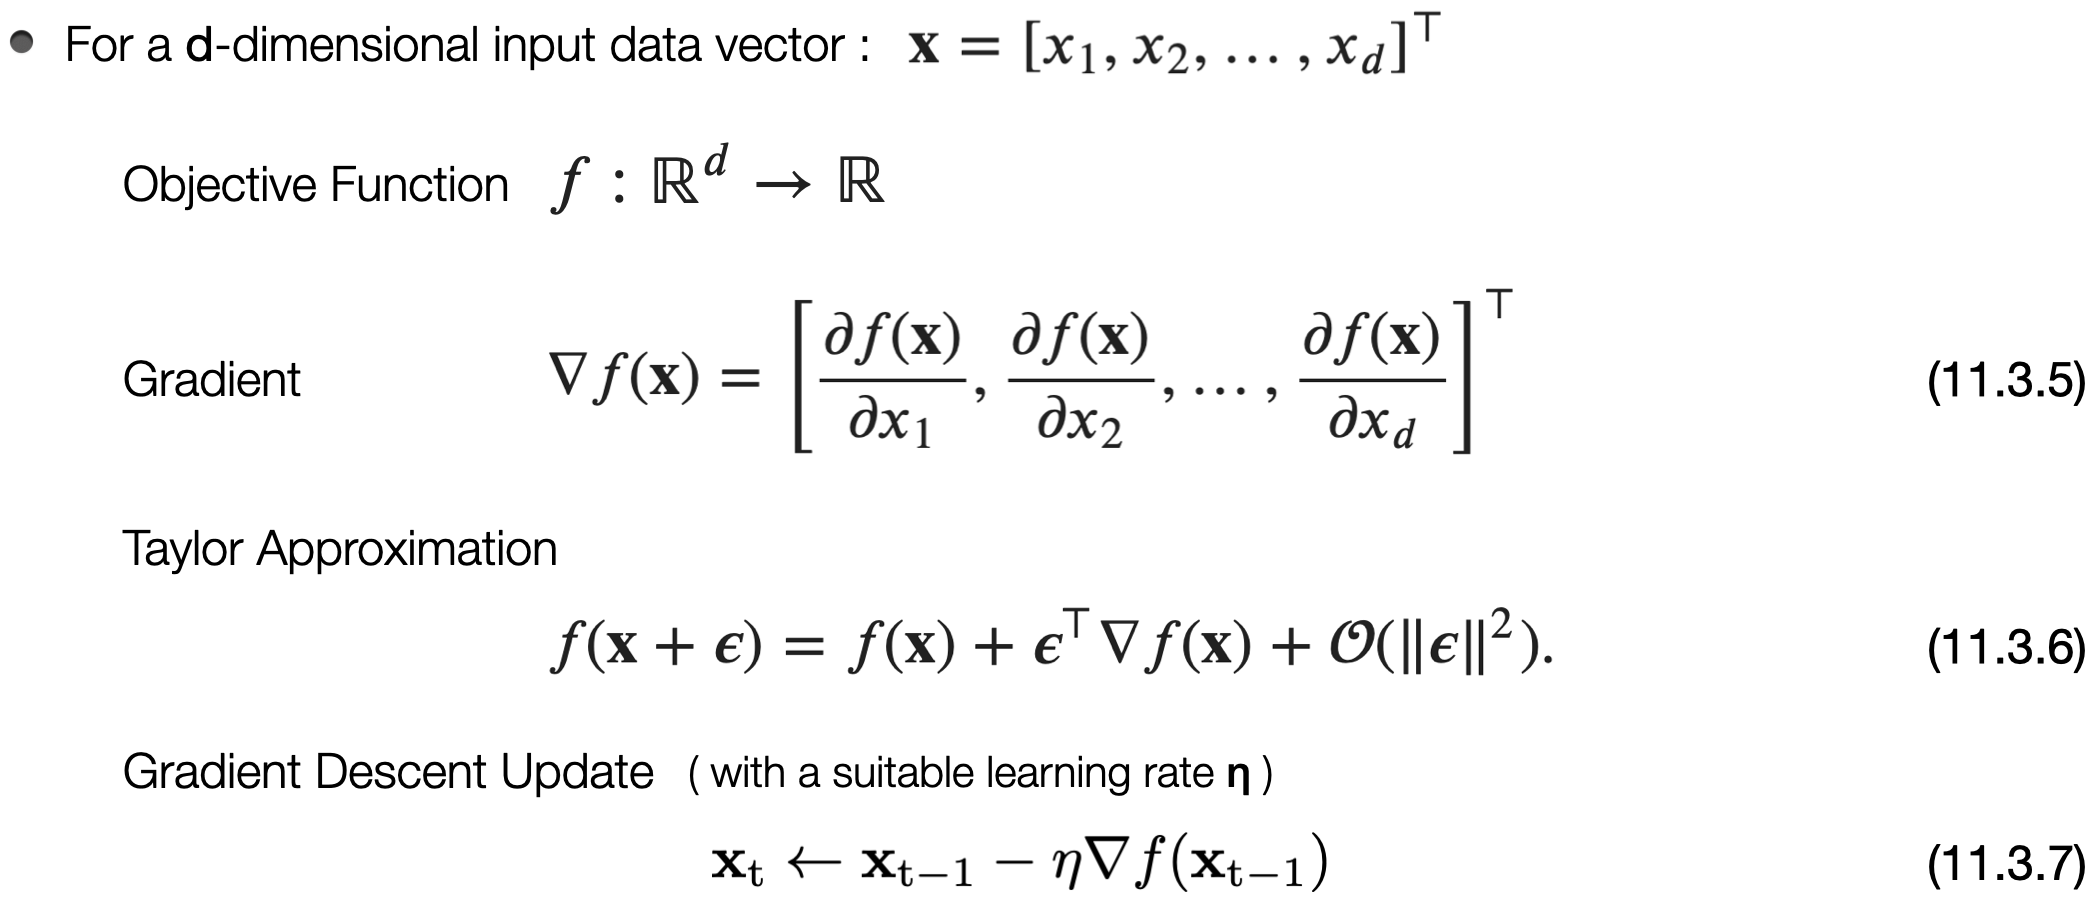 • For a d-dimensional input data vector : 𝐱 = [x₁, x₂, … , x_d]^⊤
Objective Function f : ℝ^d → ℝ
Gradient ∇f(𝐱) = [∂f(𝐱)/∂x₁, ∂f(𝐱)/∂x₂, … , ∂f(𝐱)/∂x_d]^⊤ (11.3.5)
Taylor Approximation
f(𝐱 + 𝝐) = f(𝐱) + 𝝐^⊤ ∇f(𝐱) + 𝒪(‖𝝐‖²). (11.3.6)
Gradient Descent Update ( with a suitable learning rate η )
𝐱_t ← 𝐱_{t−1} − η∇f(𝐱_{t−1}) (11.3.7)